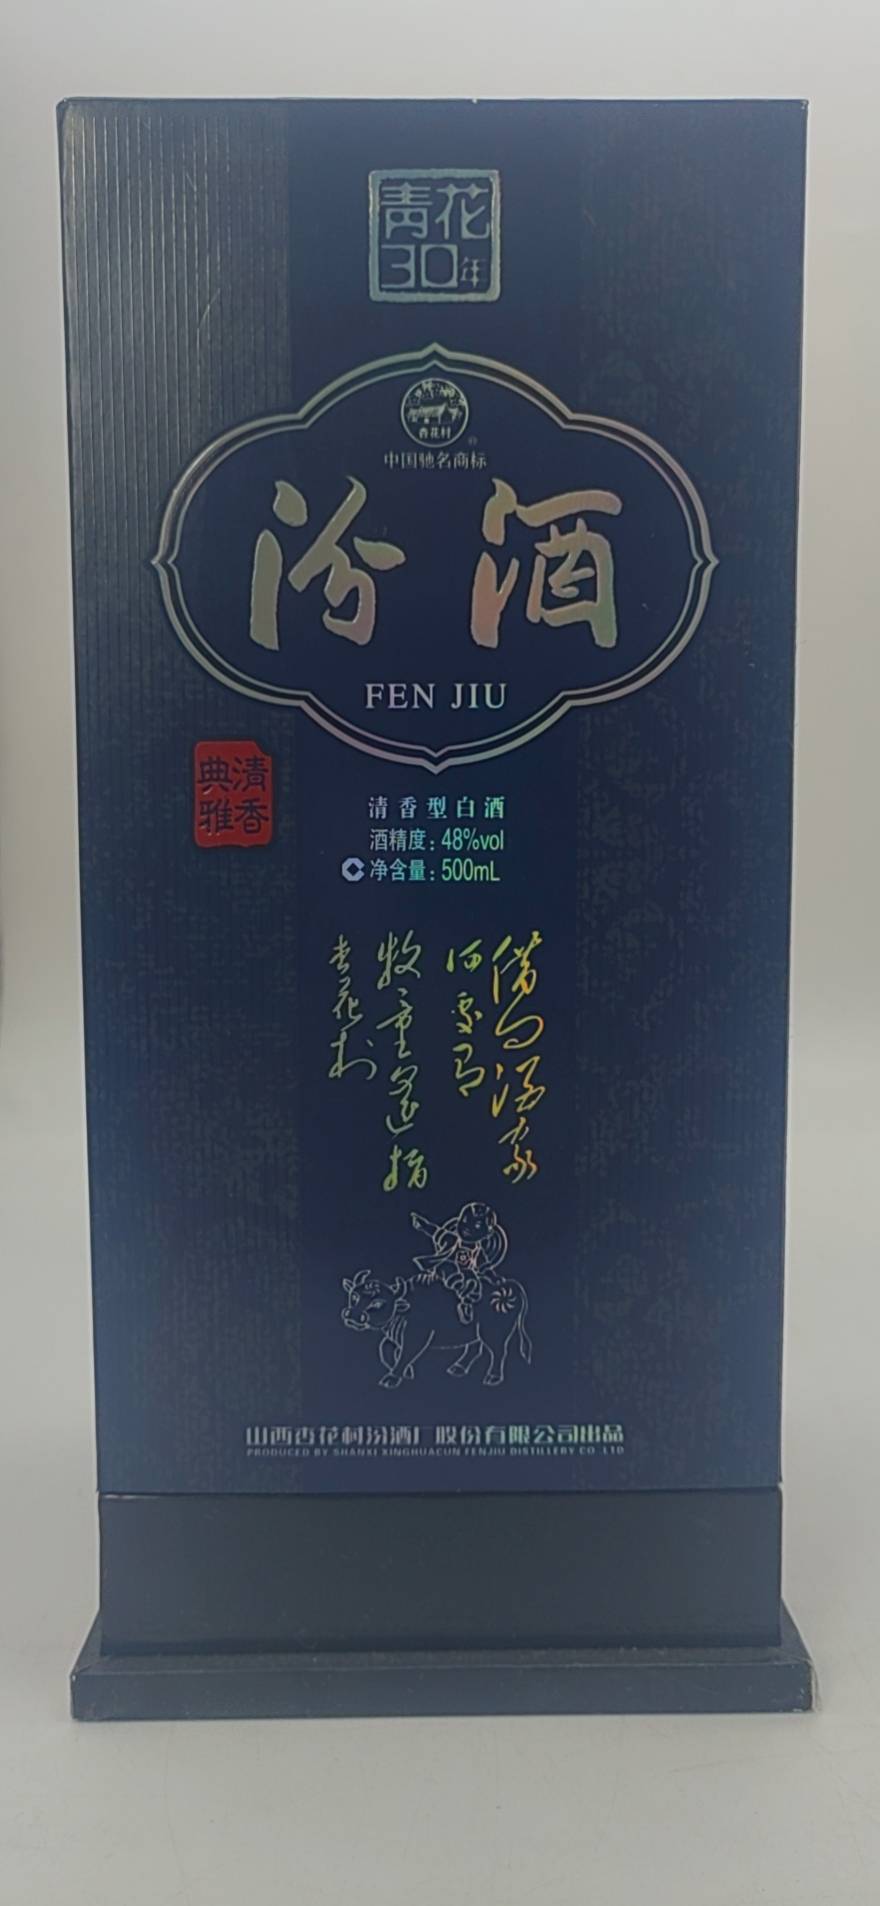 青花
30年
杏花村
®
中国驰名商标
汾酒
FEN JIU
清香
典雅
清香型白酒
酒精度：48%vol
净含量：500mL
借问酒家
何处有
牧童遥指
杏花村
山西杏花村汾酒厂股份有限公司出品
PRODUCED BY SHANXI XINGHUACUN FENJIU DISTILLERY CO. LTD